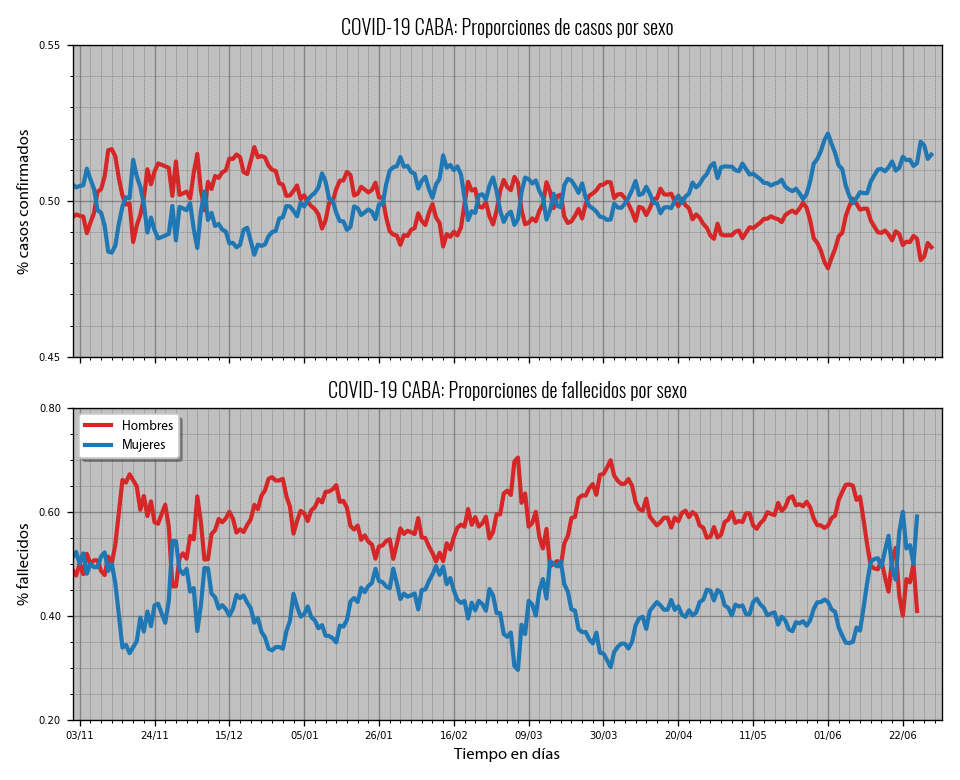 COVID-19 CABA: Proporciones de casos por sexo
0.55
0.50
0.45
% casos confirmados
COVID-19 CABA: Proporciones de fallecidos por sexo
0.80
0.60
0.40
0.20
% fallecidos
Hombres
Mujeres
03/11 24/11 15/12 05/01 26/01 16/02 09/03 30/03 20/04 11/05 01/06 22/06
Tiempo en días